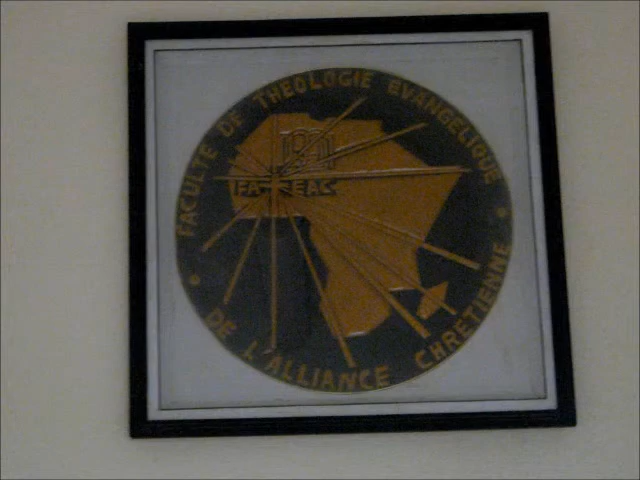 FACULTE DE THEOLOGIE EVANGELIQUE
FATEAC
DE L'ALLIANCE CHRETIENNE